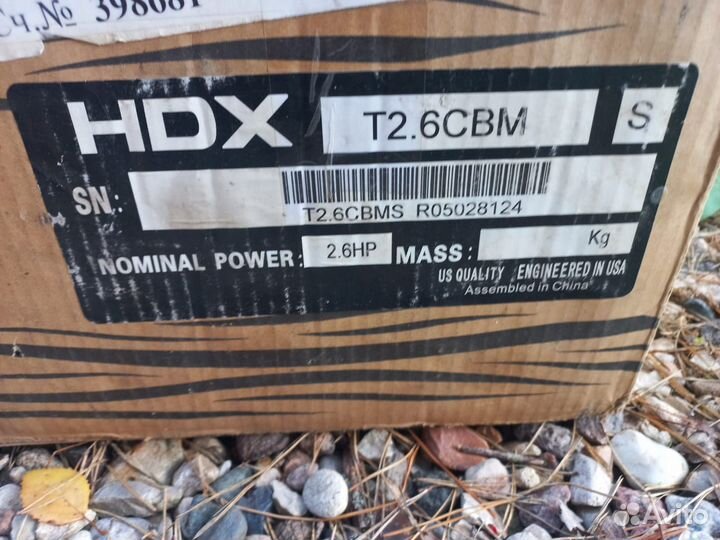 Сч.№ 398081
HDX T2.6CBM S
SN:
T2.6CBMS R05028124
NOMINAL POWER: 2.6HP MASS: Kg
US QUALITY ENGINEERED IN USA
Assembled in China
Avito